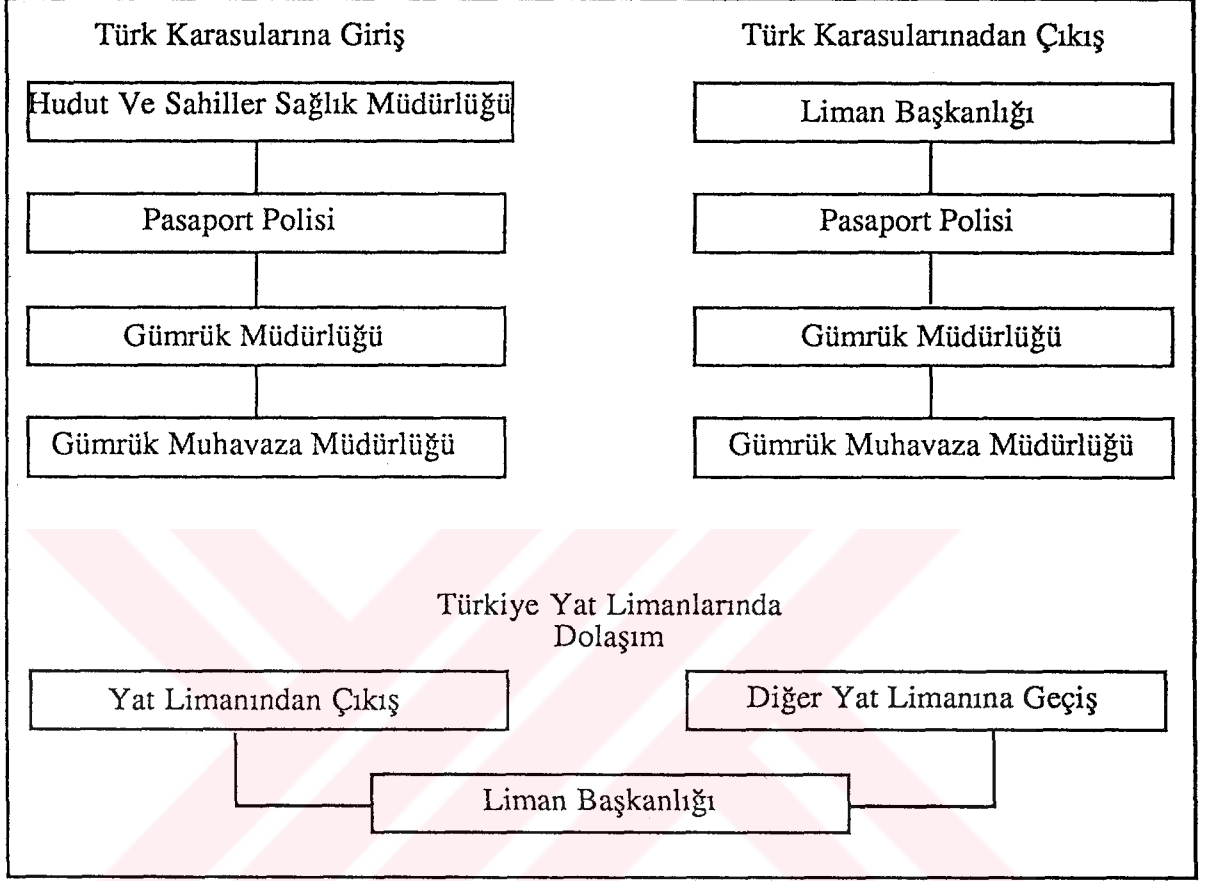 Türk Karasularına Giriş
Hudut Ve Sahiller Sağlık Müdürlüğü
Pasaport Polisi
Gümrük Müdürlüğü
Gümrük Muhavaza Müdürlüğü
Türk Karasularınadan Çıkış
Liman Başkanlığı
Pasaport Polisi
Gümrük Müdürlüğü
Gümrük Muhavaza Müdürlüğü
Türkiye Yat Limanlarında
Dolaşım
Yat Limanından Çıkış
Diğer Yat Limanına Geçiş
Liman Başkanlığı